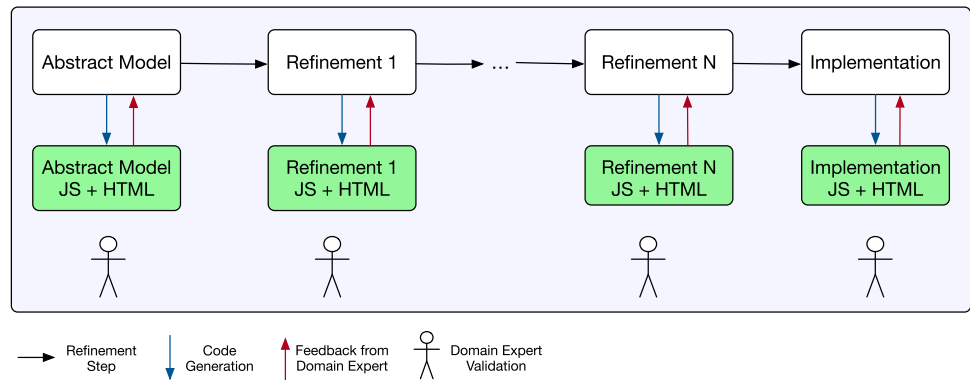 Abstract Model
Refinement 1
...
Refinement N
Implementation
Abstract Model
JS + HTML
Refinement 1
JS + HTML
Refinement N
JS + HTML
Implementation
JS + HTML
Refinement
Step
Code
Generation
Feedback from
Domain Expert
Domain Expert
Validation